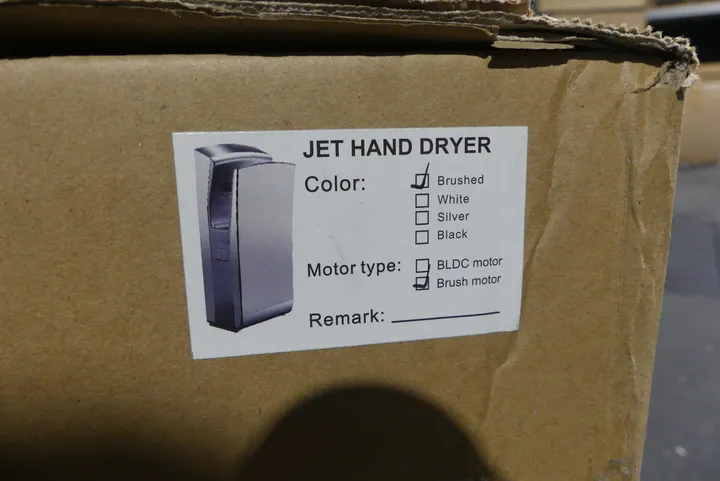 JET HAND DRYER
Color:
Brushed
White
Silver
Black
Motor type:
BLDC motor
Brush motor
Remark: